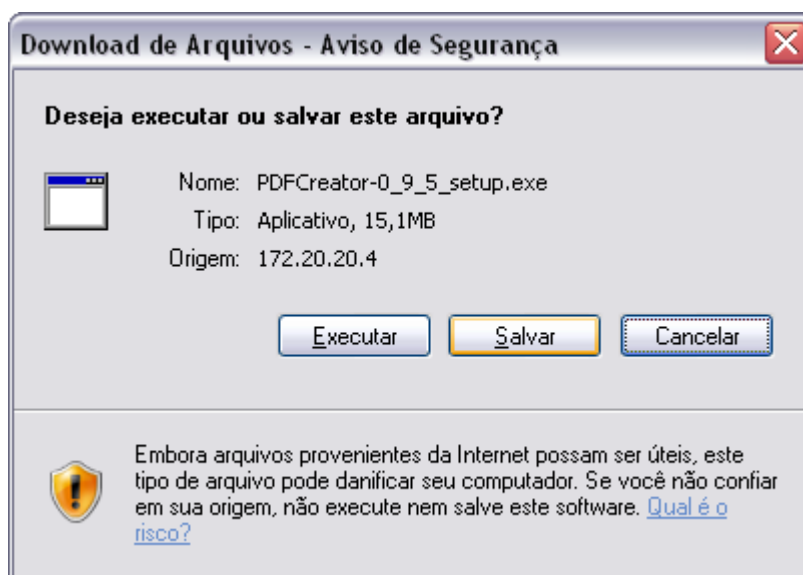 Download de Arquivos - Aviso de Segurança
Deseja executar ou salvar este arquivo?
Nome: PDFCreator-0_9_5_setup.exe
Tipo: Aplicativo, 15,1MB
Origem: 172.20.20.4
Executar Salvar Cancelar
Embora arquivos provenientes da Internet possam ser úteis, este
tipo de arquivo pode danificar seu computador. Se você não confiar
em sua origem, não execute nem salve este software. Qual é o
risco?